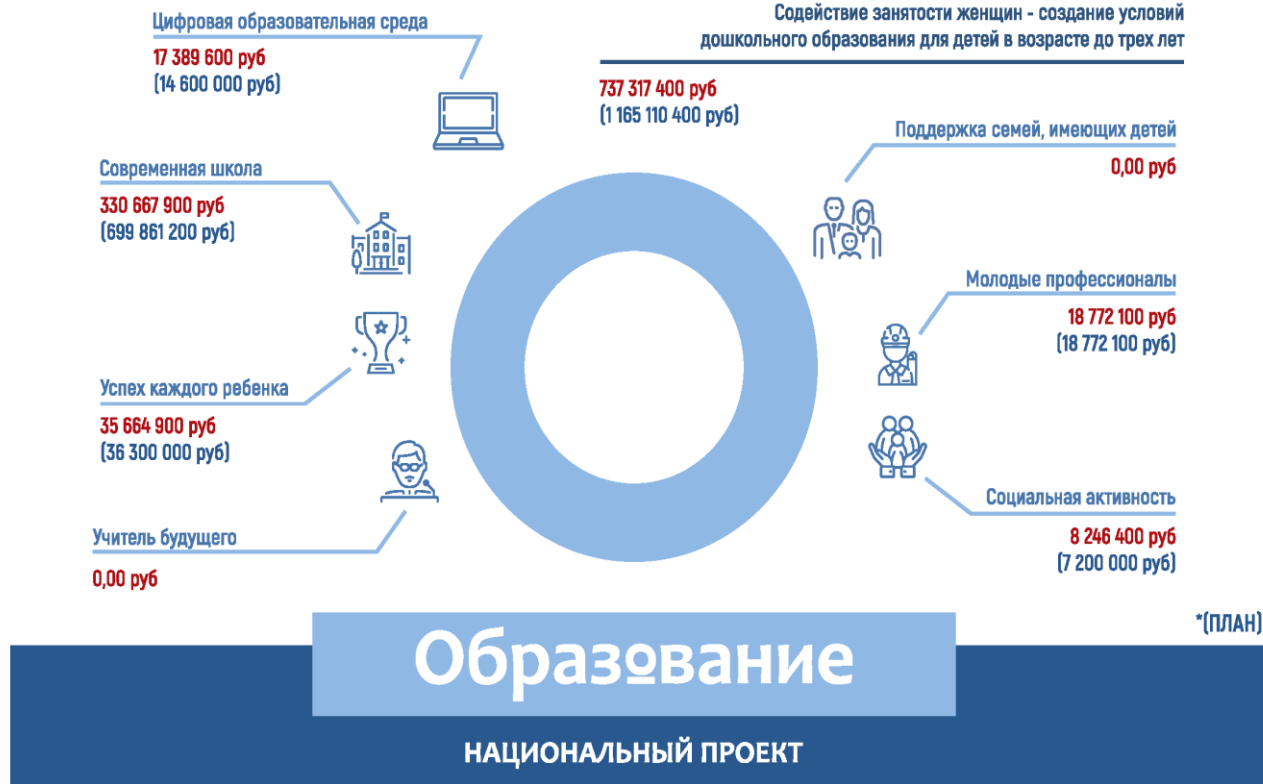 Цифровая образовательная среда
17 389 600 руб
(14 600 000 руб)
Содействие занятости женщин - создание условий
дошкольного образования для детей в возрасте до трех лет
737 317 400 руб
(1 165 110 400 руб)
Поддержка семей, имеющих детей
0,00 руб
Современная школа
330 667 900 руб
(699 861 200 руб)
Молодые профессионалы
18 772 100 руб
(18 772 100 руб)
Успех каждого ребенка
35 664 900 руб
(36 300 000 руб)
Социальная активность
8 246 400 руб
(7 200 000 руб)
Учитель будущего
0,00 руб
*(ПЛАН)
Образование
НАЦИОНАЛЬНЫЙ ПРОЕКТ